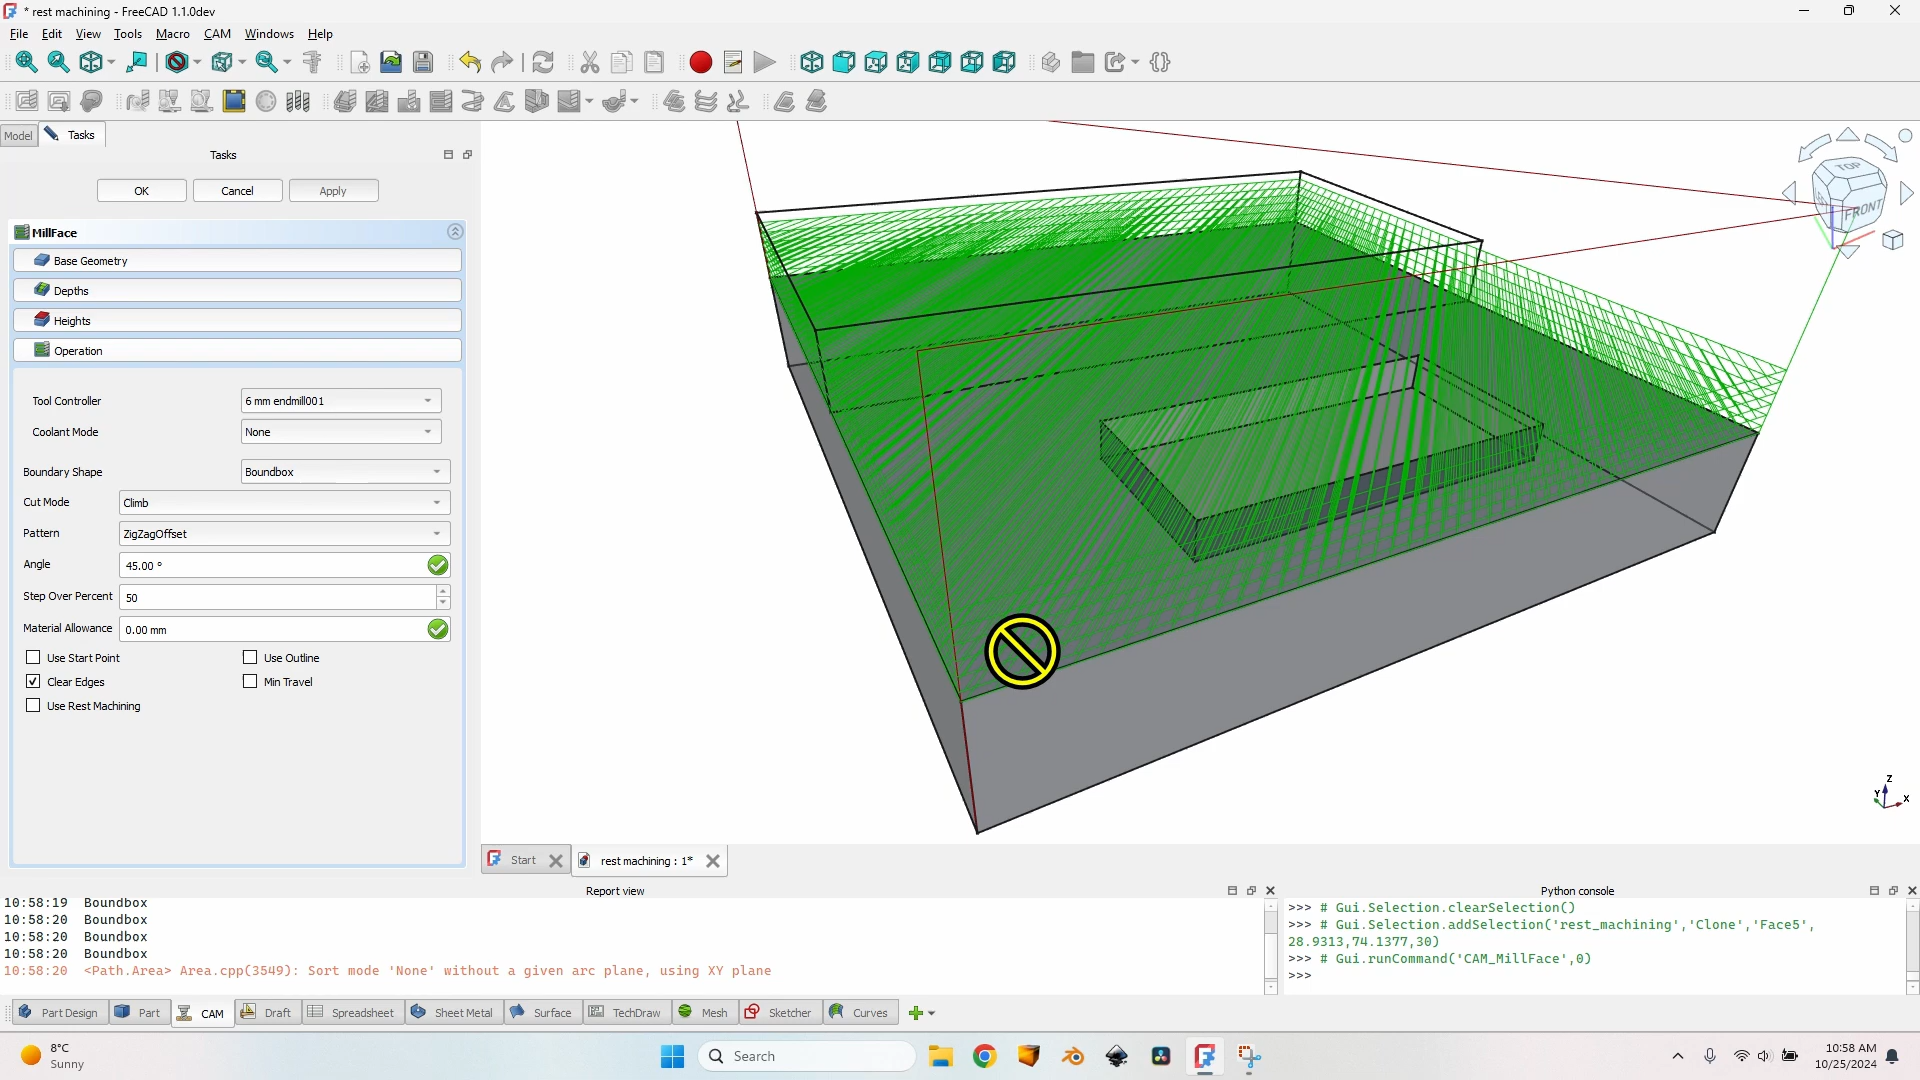 * rest machining - FreeCAD 1.1.0dev
File Edit View Tools Macro CAM Windows Help
Model Tasks
Tasks
OK Cancel Apply
MillFace
Base Geometry
Depths
Heights
Operation
Tool Controller 6 mm endmill001
Coolant Mode None
Boundary Shape Boundbox
Cut Mode Climb
Pattern ZigZagOffset
Angle 45.00 °
Step Over Percent 50
Material Allowance 0.00 mm
Use Start Point Use Outline
Clear Edges Min Travel
Use Rest Machining
TOP
FRONT
Z
Y
X
Start rest machining : 1*
Report view
10:58:19 Boundbox
10:58:20 Boundbox
10:58:20 Boundbox
10:58:20 Boundbox
10:58:20 <Path.Area> Area.cpp(3549): Sort mode 'None' without a given arc plane, using XY plane
Python console
>>> # Gui.Selection.clearSelection()
>>> # Gui.Selection.addSelection('rest_machining','Clone','Face5',
28.9313,74.1377,30)
>>> # Gui.runCommand('CAM_MillFace',0)
>>>
Part Design Part CAM Draft Spreadsheet Sheet Metal Surface TechDraw Mesh Sketcher Curves
8°C
Sunny
Search
10:58 AM
10/25/2024